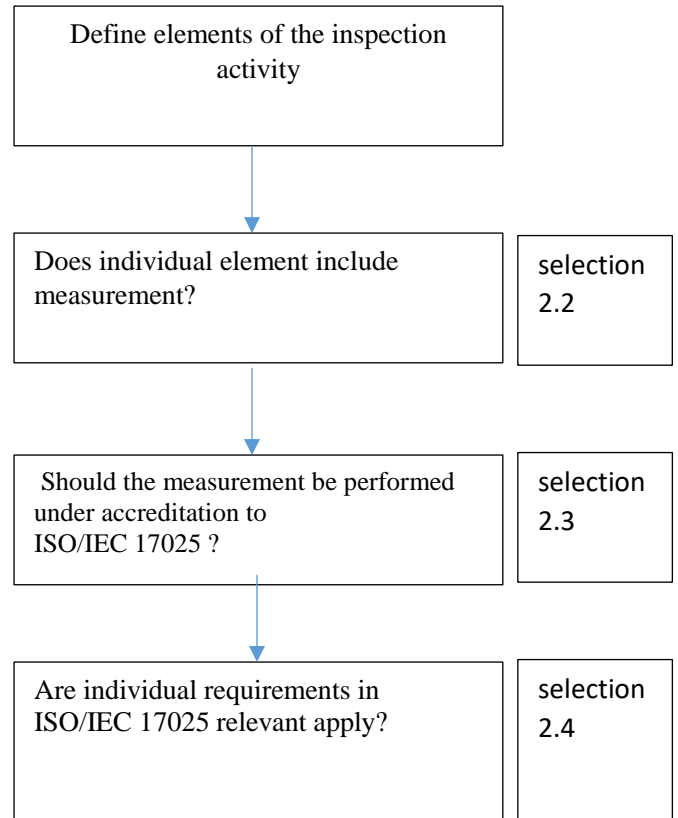 Define elements of the inspection
activity
Does individual element include
measurement?
selection
2.2
Should the measurement be performed
under accreditation to
ISO/IEC 17025 ?
selection
2.3
Are individual requirements in
ISO/IEC 17025 relevant apply?
selection
2.4